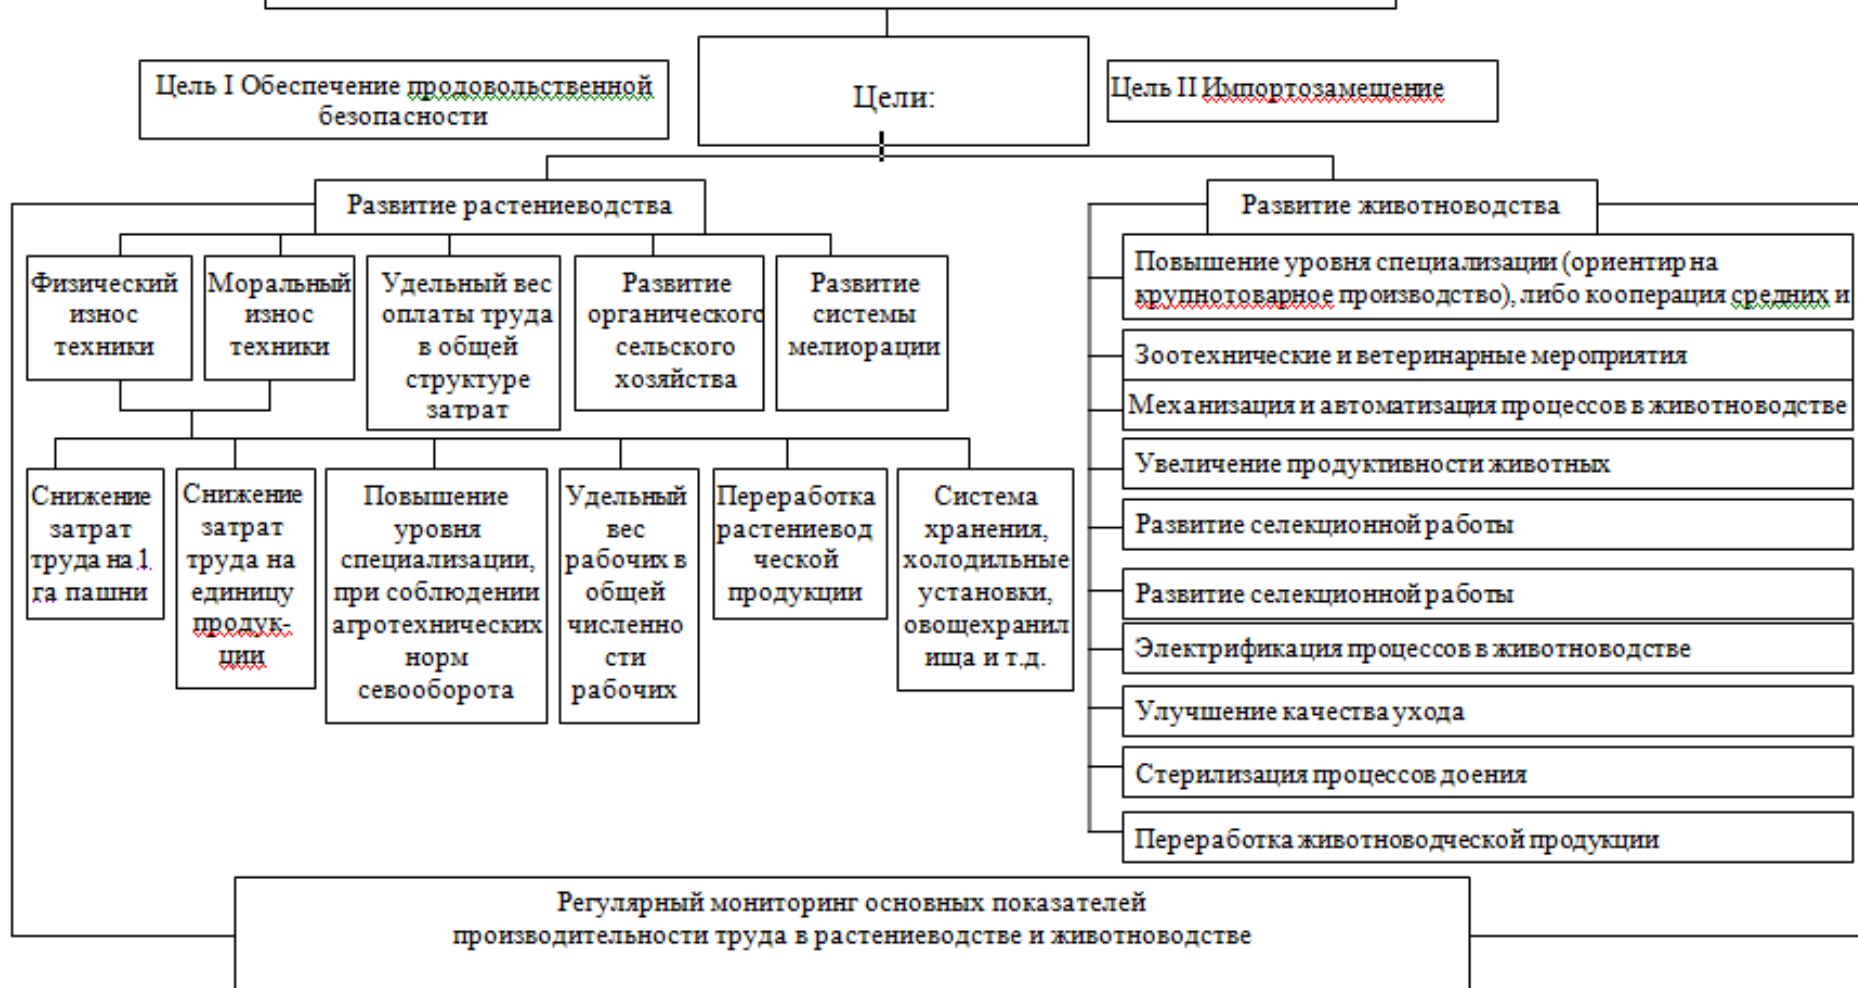 Цель I Обеспечение продовольственной
безопасности
Цели:
Цель II Импортозамещение
Развитие растениеводства
Развитие животноводства
Физический
износ
техники
Моральный
износ
техники
Удельный вес
оплаты труда
в общей
структуре
затрат
Развитие
органического
сельского
хозяйства
Развитие
системы
мелиорации
Снижение
затрат
труда на 1
га пашни
Снижение
затрат
труда на
единицу
продук-
ции
Повышение
уровня
специализации,
при соблюдении
агротехнических
норм
севооборота
Удельный
вес
рабочих в
общей
численно
сти
рабочих
Переработка
растениевод
ческой
продукции
Система
хранения,
холодильные
установки,
овощехранил
ища и т.д.
Повышение уровня специализации (ориентир на
крупнотоварное производство), либо кооперация средних и
Зоотехнические и ветеринарные мероприятия
Механизация и автоматизация процессов в животноводстве
Увеличение продуктивности животных
Развитие селекционной работы
Развитие селекционной работы
Электрификация процессов в животноводстве
Улучшение качества ухода
Стерилизация процессов доения
Переработка животноводческой продукции
Регулярный мониторинг основных показателей
производительности труда в растениеводстве и животноводстве